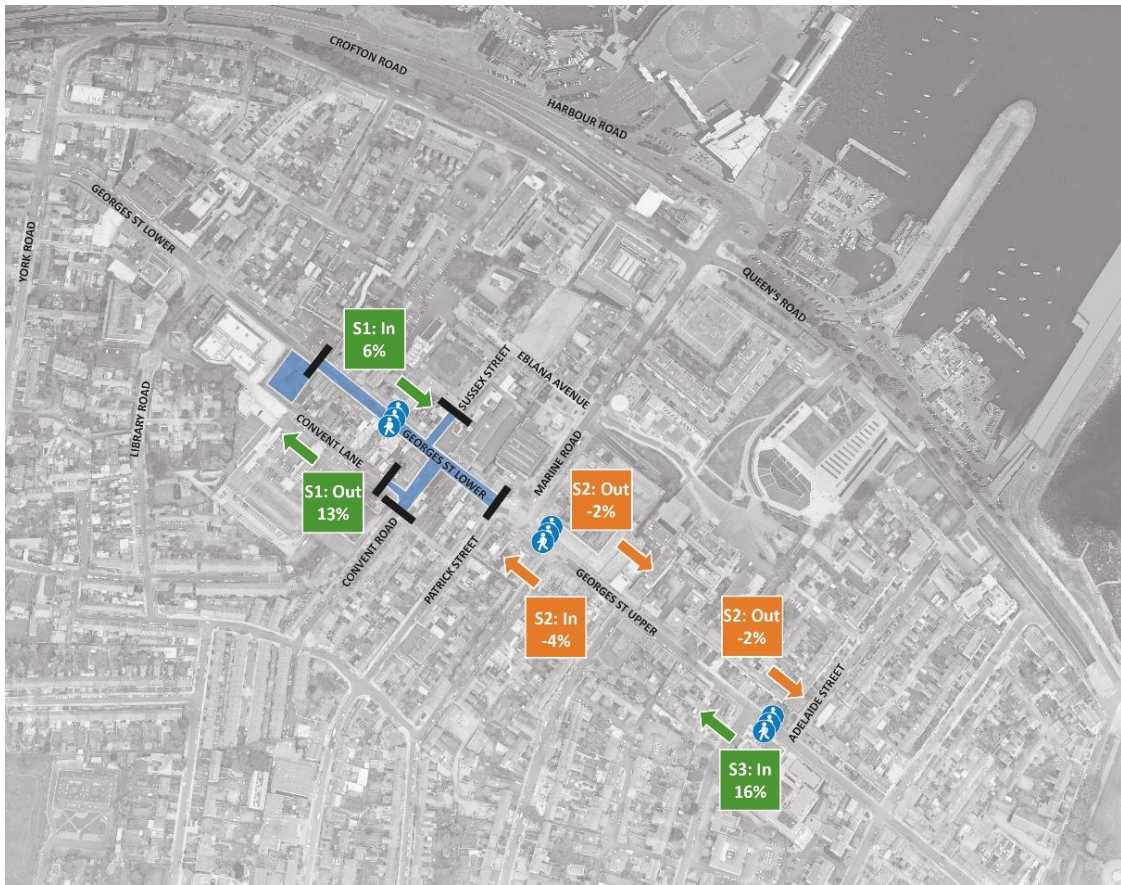 CROFTON ROAD
HARBOUR ROAD
GEORGES ST LOWER
YORK ROAD
QUEEN'S ROAD
S1: In
6%
SUSSEX STREET
EBLANA AVENUE
LIBRARY ROAD
CONVENT LANE
GEORGES ST LOWER
MARINE ROAD
S1: Out
13%
S2: Out
-2%
CONVENT ROAD
PATRICK STREET
GEORGES ST UPPER
S2: In
-4%
S2: Out
-2%
ADELAIDE STREET
S3: In
16%